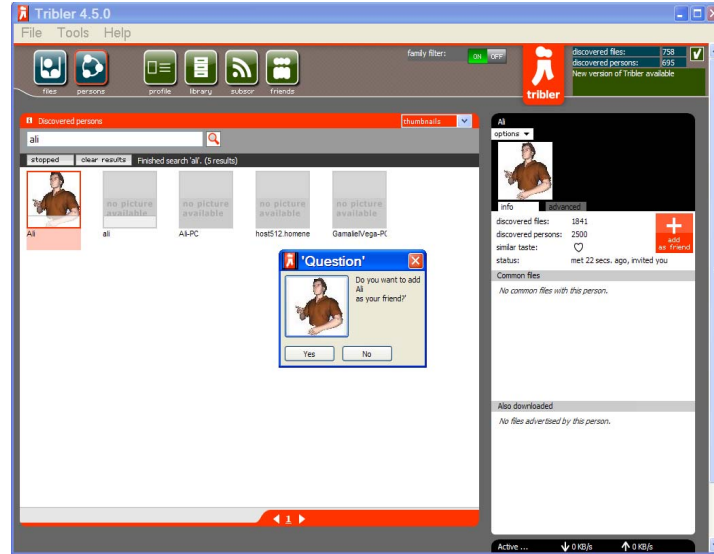 Tribler 4.5.0
File Tools Help
files
persons
profile
library
subscr
friends
family filter:
ON OFF
tribler
discovered files: 758
discovered persons: 695
New version of Tribler available
Discovered persons
thumbnails
ali
stopped
clear results
Finished search 'ali'. (5 results)
no picture available
no picture available
no picture available
no picture available
Ali
ali
Ali-PC
host512.homene
GamalielVega-P
'Question'
Do you want to add
Ali
as your friend?'
Yes
No
1
Ali
options
info
advanced
discovered files: 1841
discovered persons: 2500
similar taste:
status: met 22 secs. ago, invited you
add
as friend
Common files
No common files with this person.
Also downloaded
No files advertised by this person.
Active ...
0 KB/s
0 KB/s